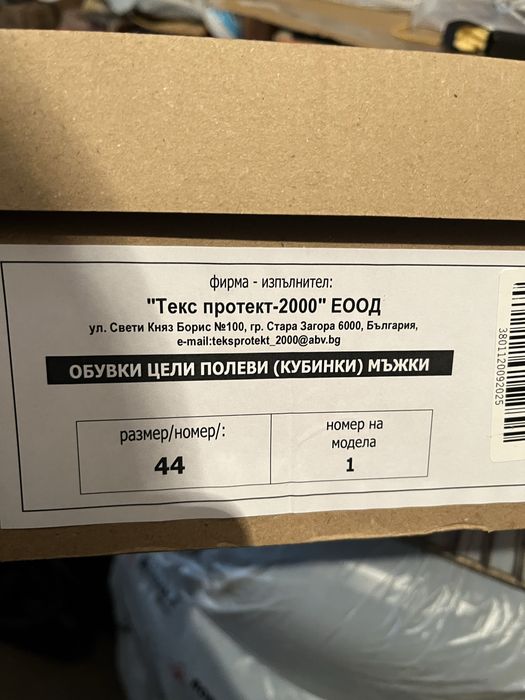 фирма - изпълнител:
"Текс протект-2000" ЕООД
ул. Свети Княз Борис №100, гр. Стара Загора 6000, България,
e-mail:teksprotekt_2000@abv.bg
ОБУВКИ ЦЕЛИ ПОЛЕВИ (КУБИНКИ) МЪЖКИ
размер/номер/:
44
номер на
модела
1
3801120092025